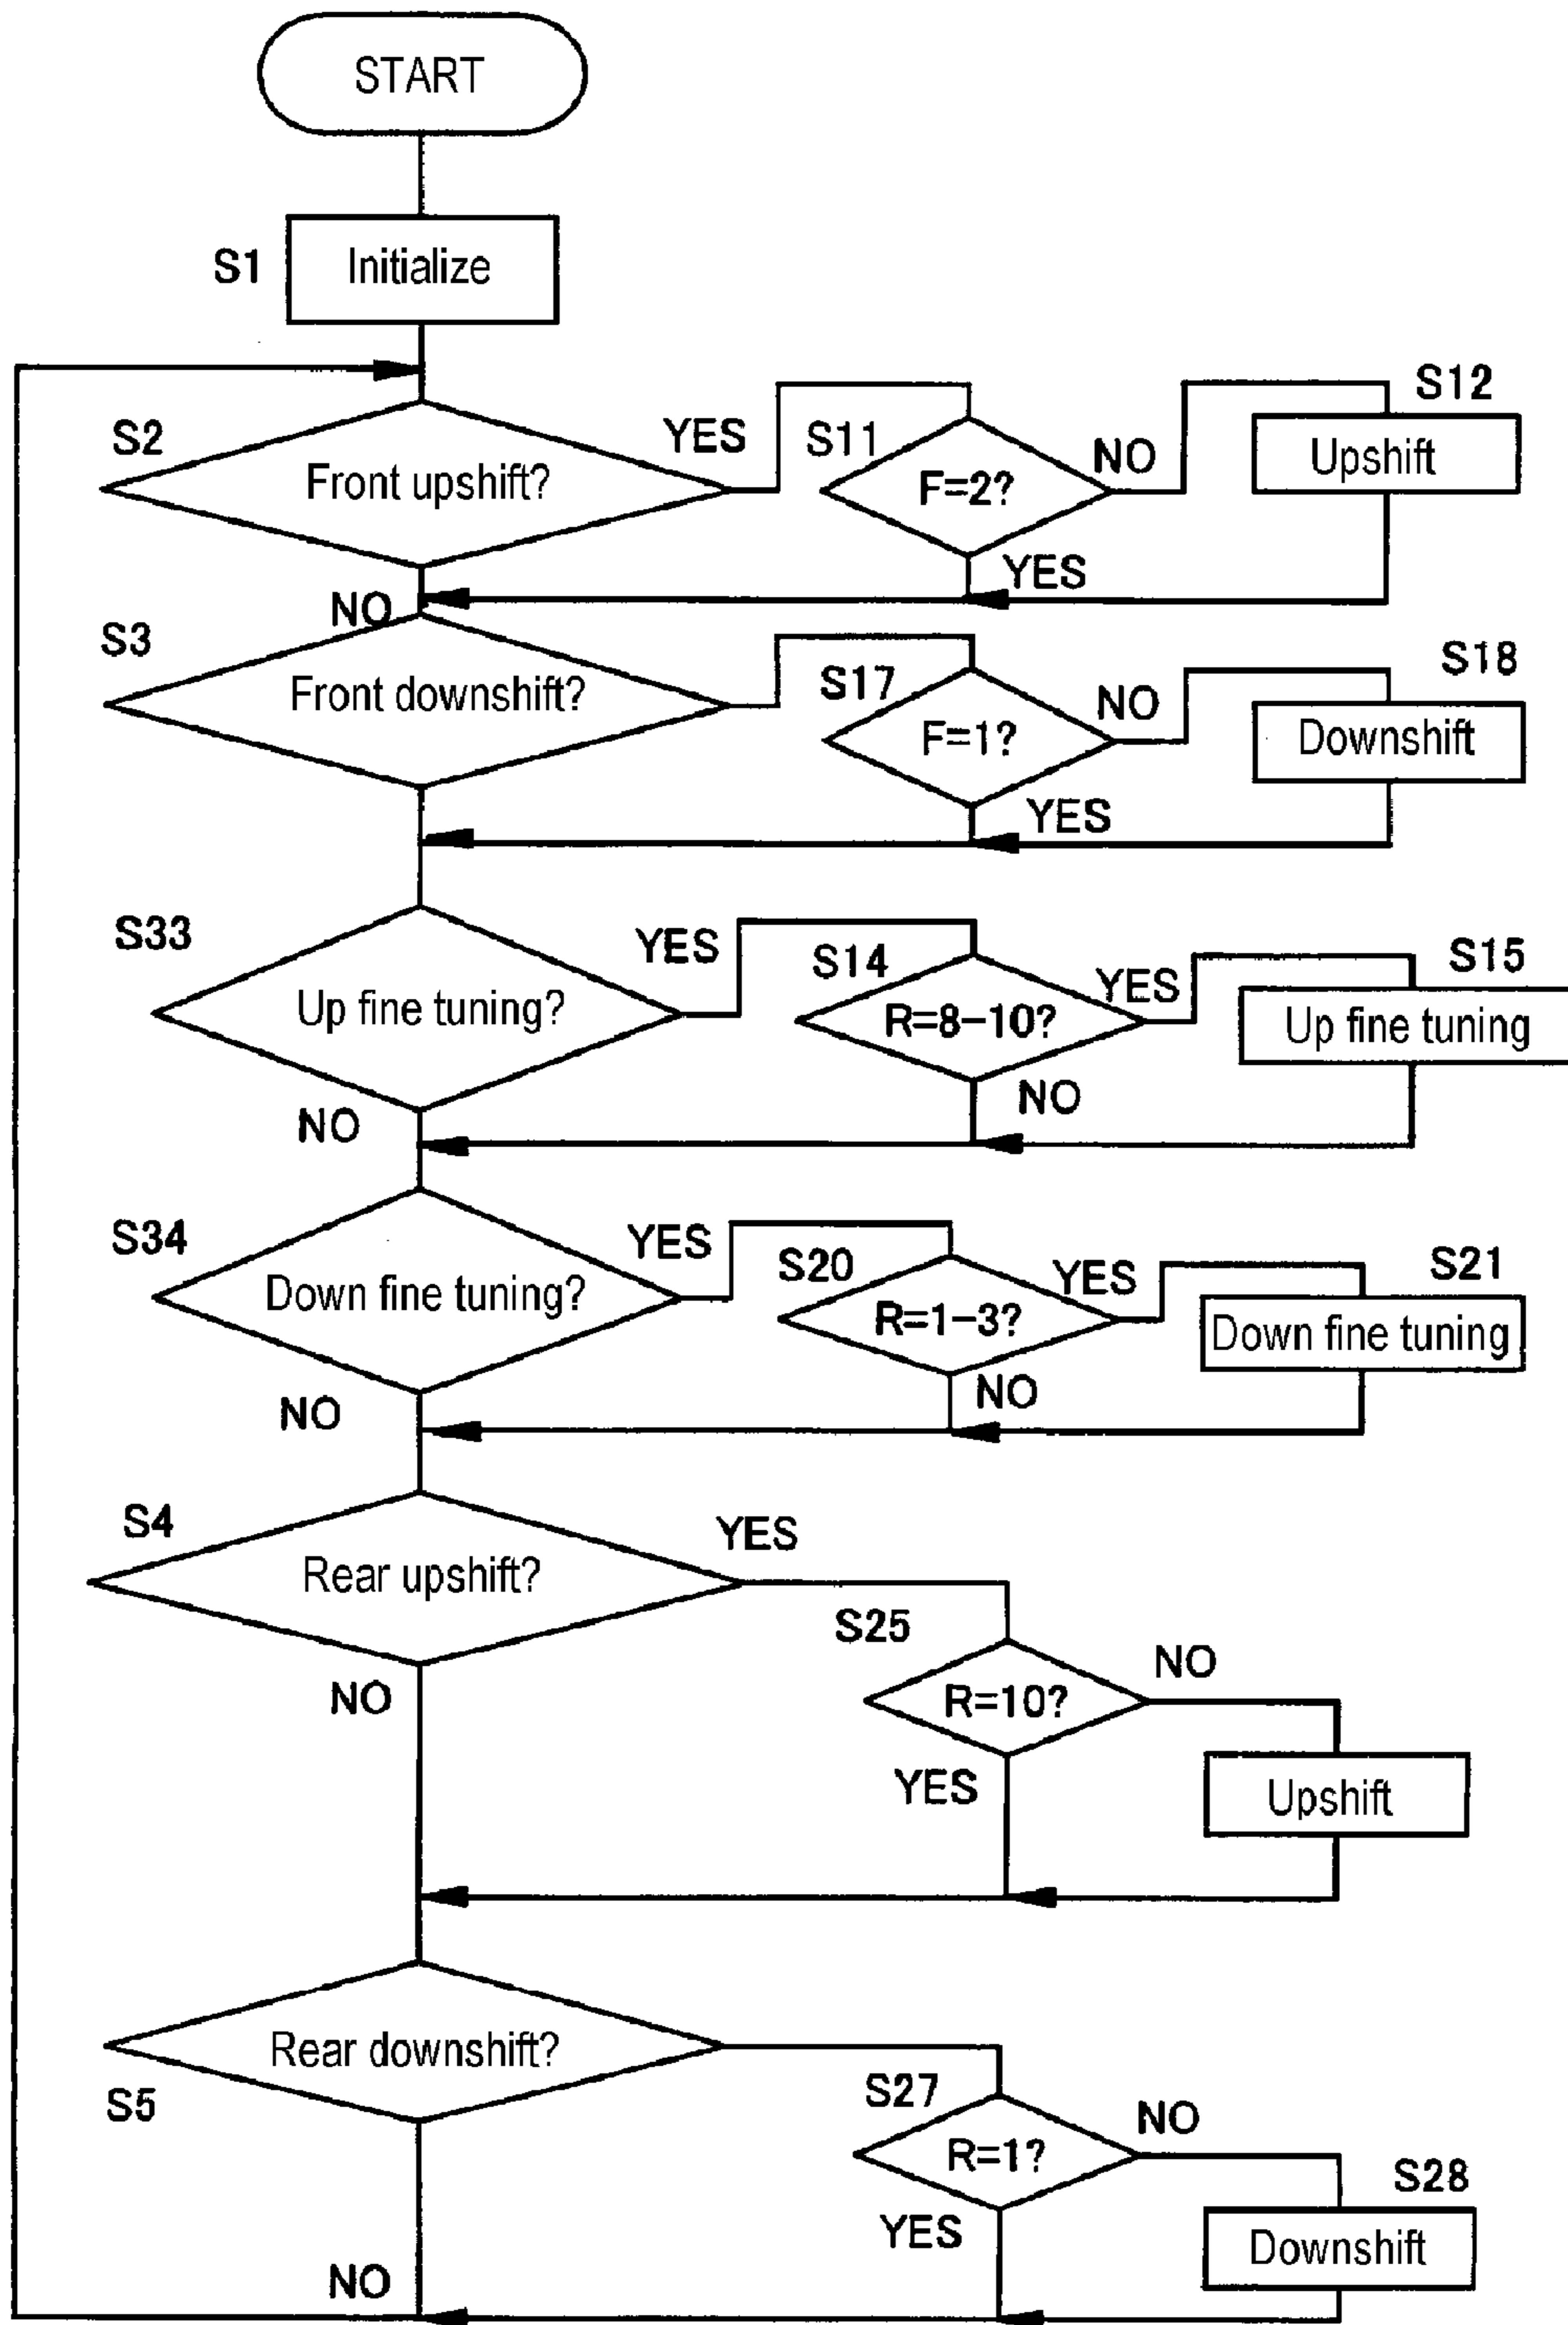 START
S1
Initialize
S2
Front upshift?
YES
S11
F=2?
NO
S12
Upshift
YES
NO
S3
Front downshift?
S17
F=1?
NO
S18
Downshift
YES
S33
Up fine tuning?
YES
S14
R=8-10?
YES
S15
Up fine tuning
NO
NO
S34
Down fine tuning?
YES
S20
R=1-3?
YES
S21
Down fine tuning
NO
NO
S4
Rear upshift?
YES
S25
R=10?
NO
Upshift
YES
NO
Rear downshift?
S5
S27
R=1?
NO
S28
Downshift
YES
NO